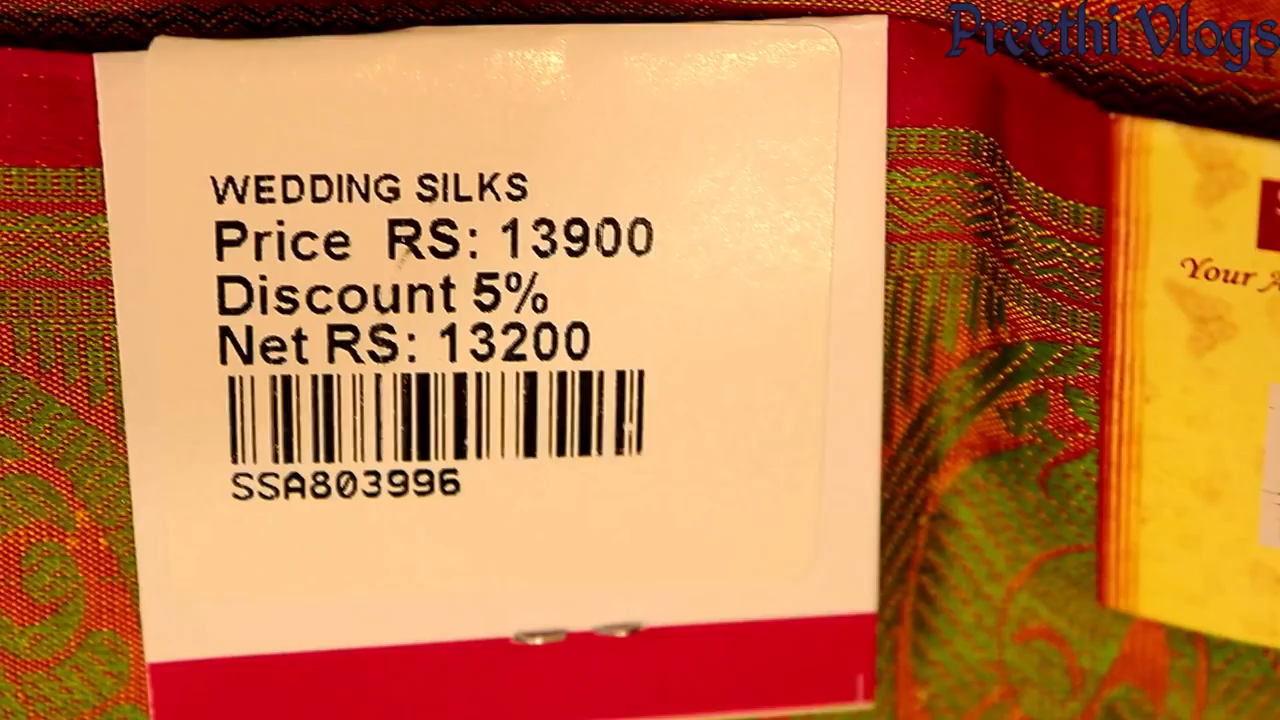 Preethi Vlogs
WEDDING SILKS
Price RS: 13900
Discount 5%
Net RS: 13200
SSA803996
Your